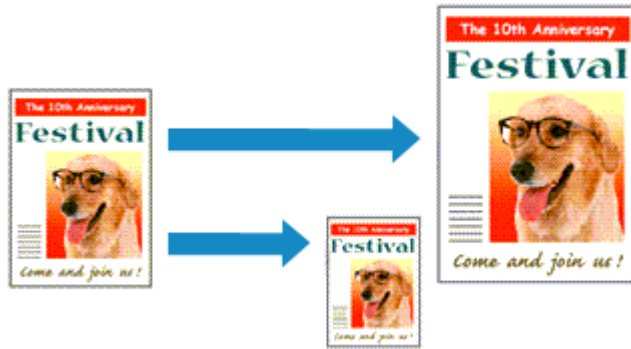 The 10th Anniversary
Festival
Come and join us!
The 10th Anniversary
Festival
Come and join us!
The 10th Anniversary
Festival
Come and join us!